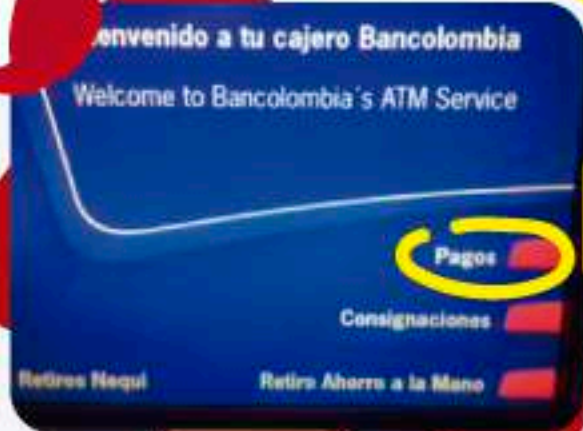 envenido a tu cajero Bancolombia
Welcome to Bancolombia´s ATM Service
Pagos
Consignaciones
Retiros Nequi
Retiro Ahorro a la Mano